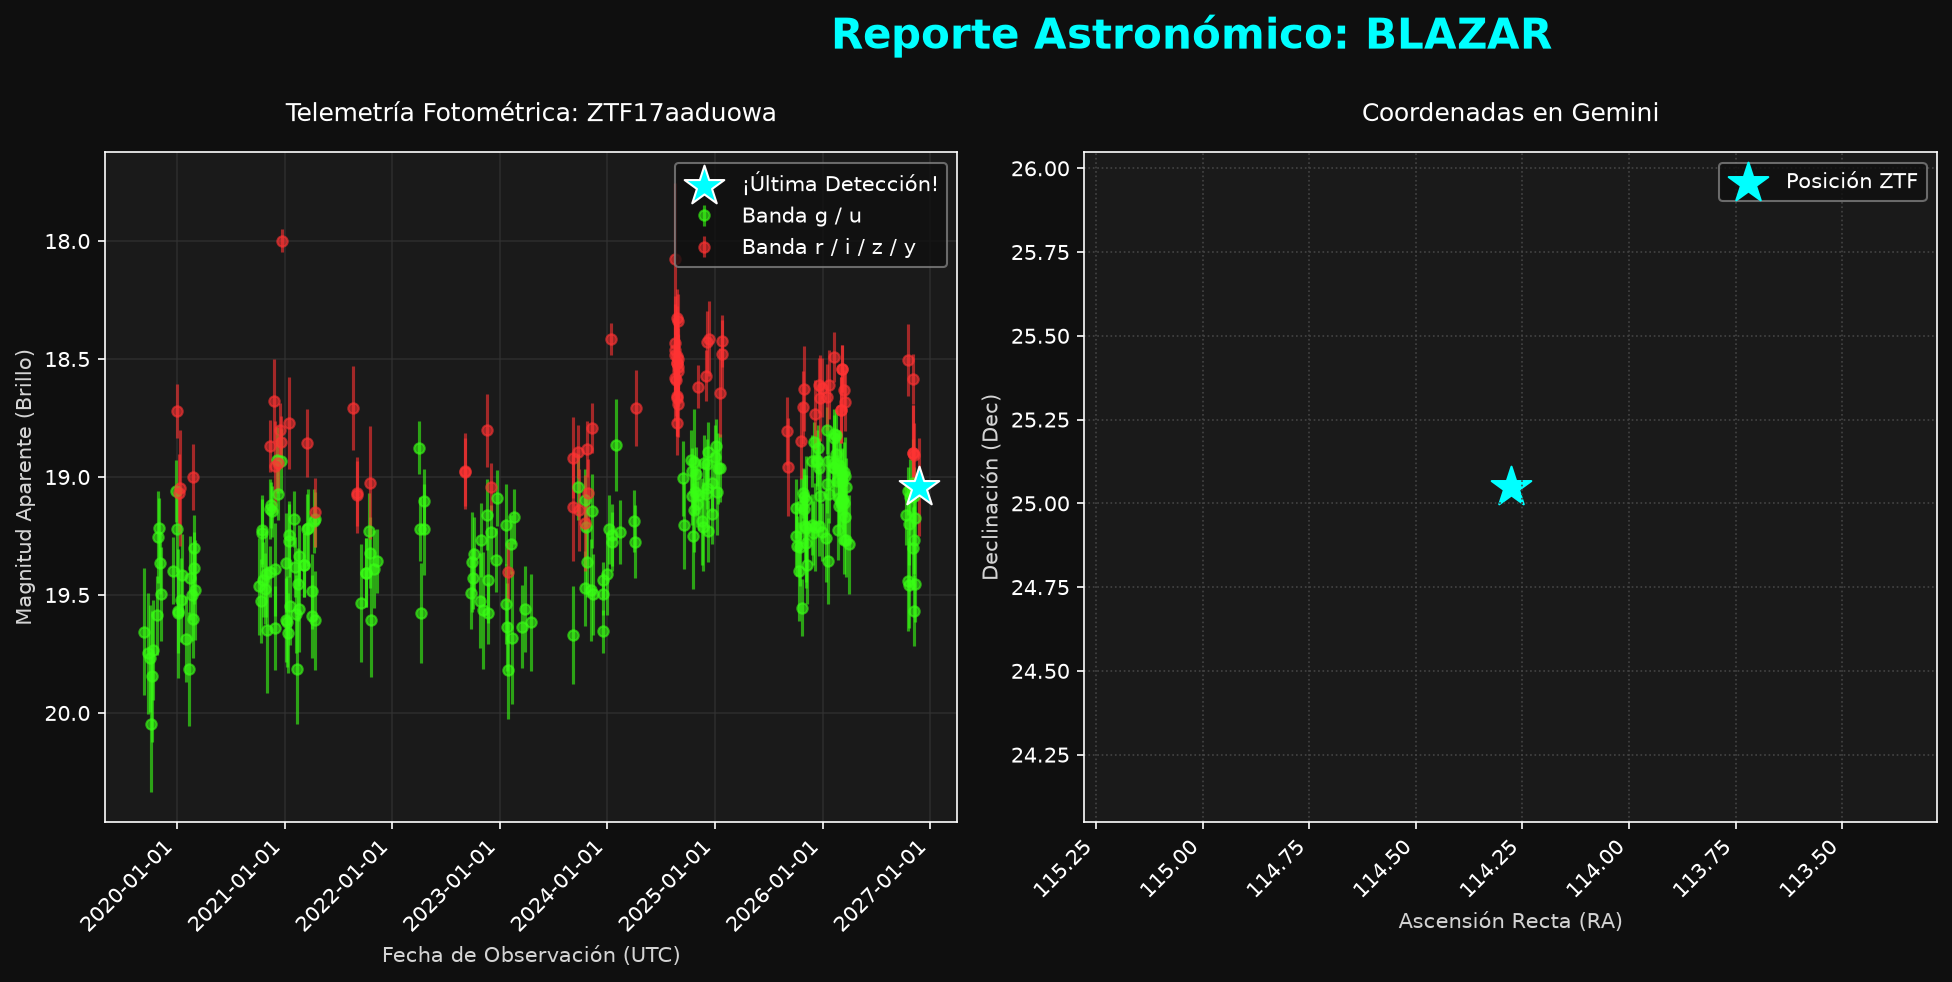 Reporte Astronómico: BLAZAR
Telemetría Fotométrica: ZTF17aaduowa
¡Última Detección!
Banda g / u
Banda r / i / z / y
Magnitud Aparente (Brillo)
18.0
18.5
19.0
19.5
20.0
2020-01-01
2021-01-01
2022-01-01
2023-01-01
2024-01-01
2025-01-01
2026-01-01
2027-01-01
Fecha de Observación (UTC)
Coordenadas en Gemini
Posición ZTF
Declinación (Dec)
26.00
25.75
25.50
25.25
25.00
24.75
24.50
24.25
115.25
115.00
114.75
114.50
114.25
114.00
113.75
113.50
Ascensión Recta (RA)